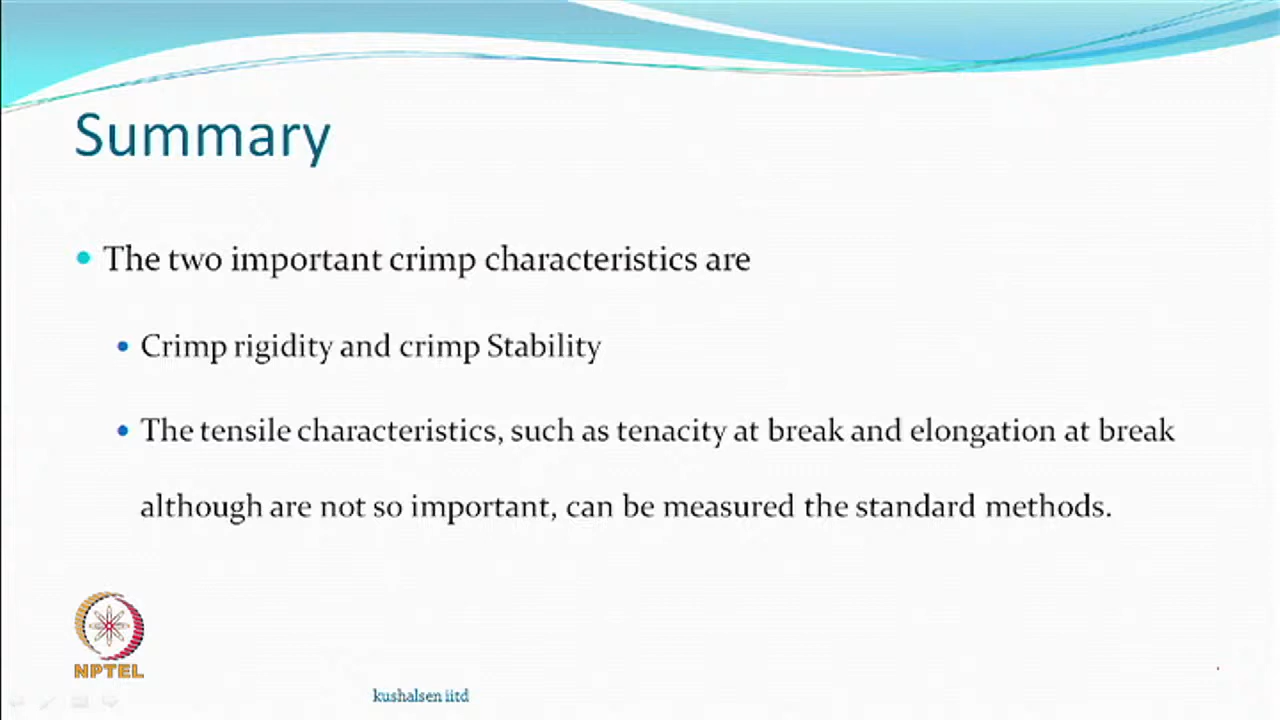 Summary
The two important crimp characteristics are
Crimp rigidity and crimp Stability
The tensile characteristics, such as tenacity at break and elongation at break
although are not so important, can be measured the standard methods.
NPTEL
kushalsen iitd